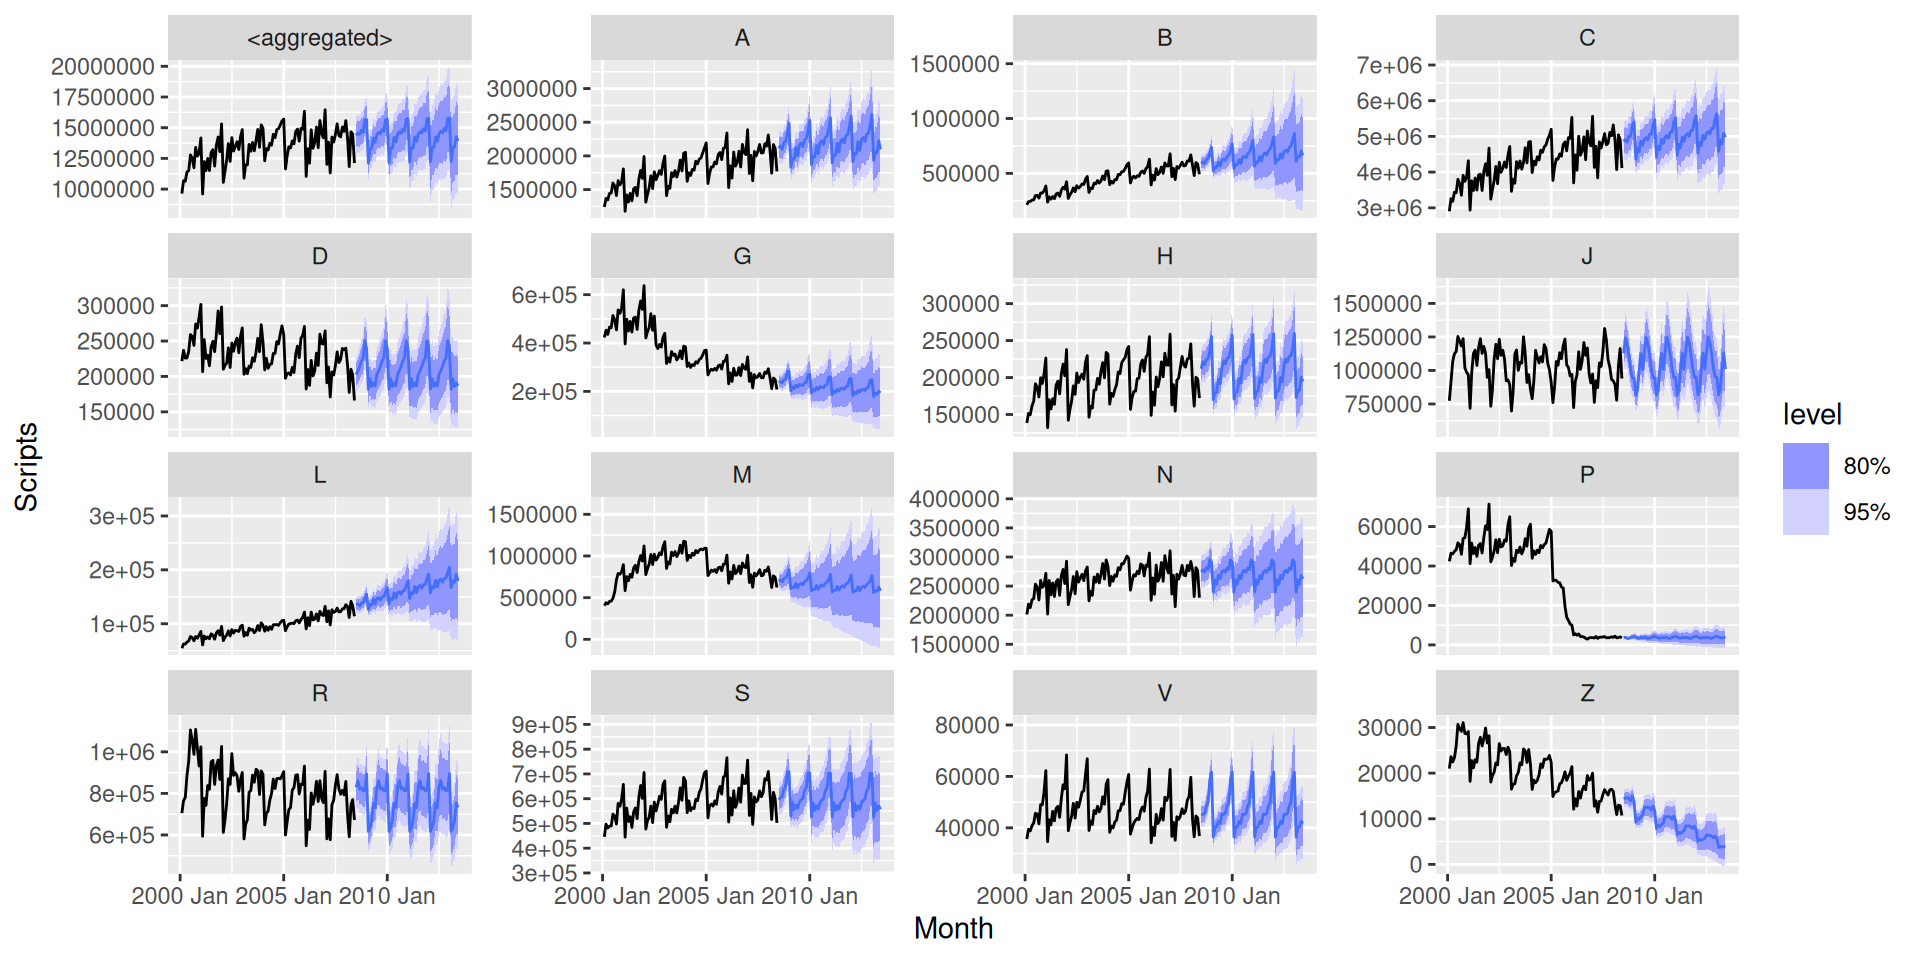 <aggregated>
20000000
17500000
15000000
12500000
10000000
A
3000000
2500000
2000000
1500000
B
1500000
1000000
500000
C
7e+06
6e+06
5e+06
4e+06
3e+06
D
300000
250000
200000
150000
G
6e+05
4e+05
2e+05
H
300000
250000
200000
150000
J
1500000
1250000
1000000
750000
L
3e+05
2e+05
1e+05
M
1500000
1000000
500000
0
N
4000000
3500000
3000000
2500000
2000000
1500000
P
60000
40000
20000
0
R
1e+06
8e+05
6e+05
2000 Jan 2005 Jan 2010 Jan
S
9e+05
8e+05
7e+05
6e+05
5e+05
4e+05
3e+05
2000 Jan 2005 Jan 2010 Jan
V
80000
60000
40000
2000 Jan 2005 Jan 2010 Jan
Z
30000
20000
10000
0
2000 Jan 2005 Jan 2010 Jan
Scripts
Month
level
80%
95%